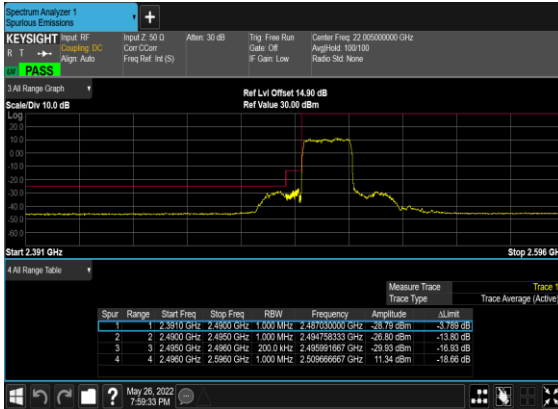 Spectrum Analyzer 1
Spurious Emissions
KEYSIGHT
R T
PASS
Input: RF
Coupling: DC
Align: Auto
Input Z: 50 Ω
Corr CCorr
Freq Ref: Int (S)
Atten: 30 dB
Trig: Free Run
Gate: Off
IF Gain: Low
Center Freq: 22.005000000 GHz
Avg|Hold: 100/100
Radio Std: None
3 All Range Graph
Scale/Div 10.0 dB
Ref Lvl Offset 14.90 dB
Ref Value 30.00 dBm
Log
20.0
10.0
0.00
-10.0
-20.0
-30.0
-40.0
-50.0
-60.0
Start 2.391 GHz
Stop 2.596 GH
4 All Range Table
Measure Trace Trace 1
Trace Type Trace Average (Active)
Spur Range Start Freq Stop Freq RBW Frequency Amplitude ΔLimit
1 1 2.3910 GHz 2.4900 GHz 1.000 MHz 2.487030000 GHz -28.79 dBm -3.789 dB
2 2 2.4900 GHz 2.4950 GHz 1.000 MHz 2.494758333 GHz -26.80 dBm -13.80 dB
3 3 2.4950 GHz 2.4960 GHz 200.0 kHz 2.495991667 GHz -29.93 dBm -16.93 dB
4 4 2.4960 GHz 2.5960 GHz 1.000 MHz 2.509666667 GHz 11.34 dBm -18.66 dB
May 26, 2022
7:59:33 PM